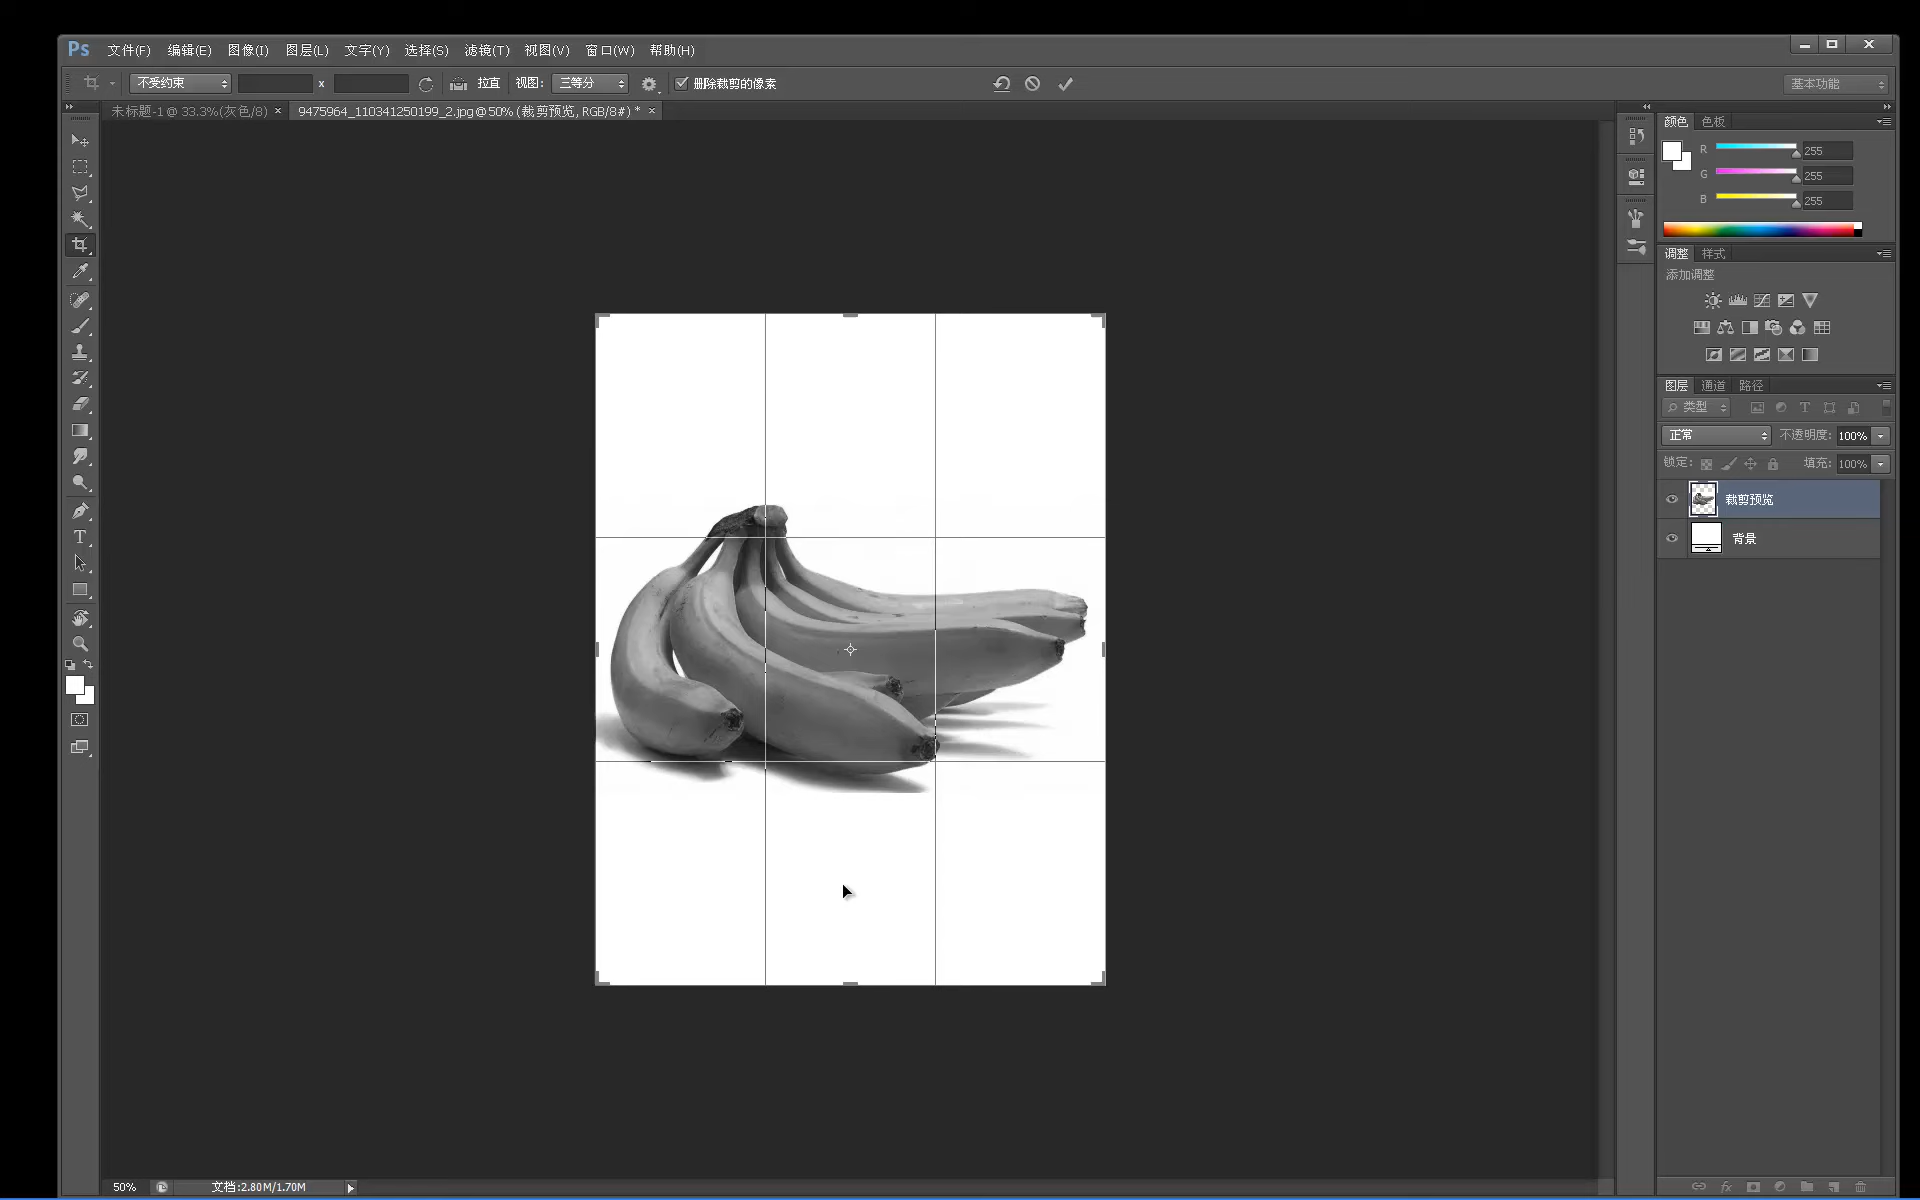 Ps 文件(F) 编辑(E) 图像(I) 图层(L) 文字(Y) 选择(S) 滤镜(T) 视图(V) 窗口(W) 帮助(H)
不受约束 x 拉直 视图: 三等分 删除裁剪的像素 基本功能
未标题-1 @ 33.3%(灰色/8) × 9475964_110341250199_2.jpg @ 50% (裁剪预览, RGB/8#) * ×
颜色 色板
R 255
G 255
B 255
调整 样式
添加调整
图层 通道 路径
类型
正常 不透明度: 100%
锁定: 填充: 100%
裁剪预览
背景
50% 文档:2.80M/1.70M